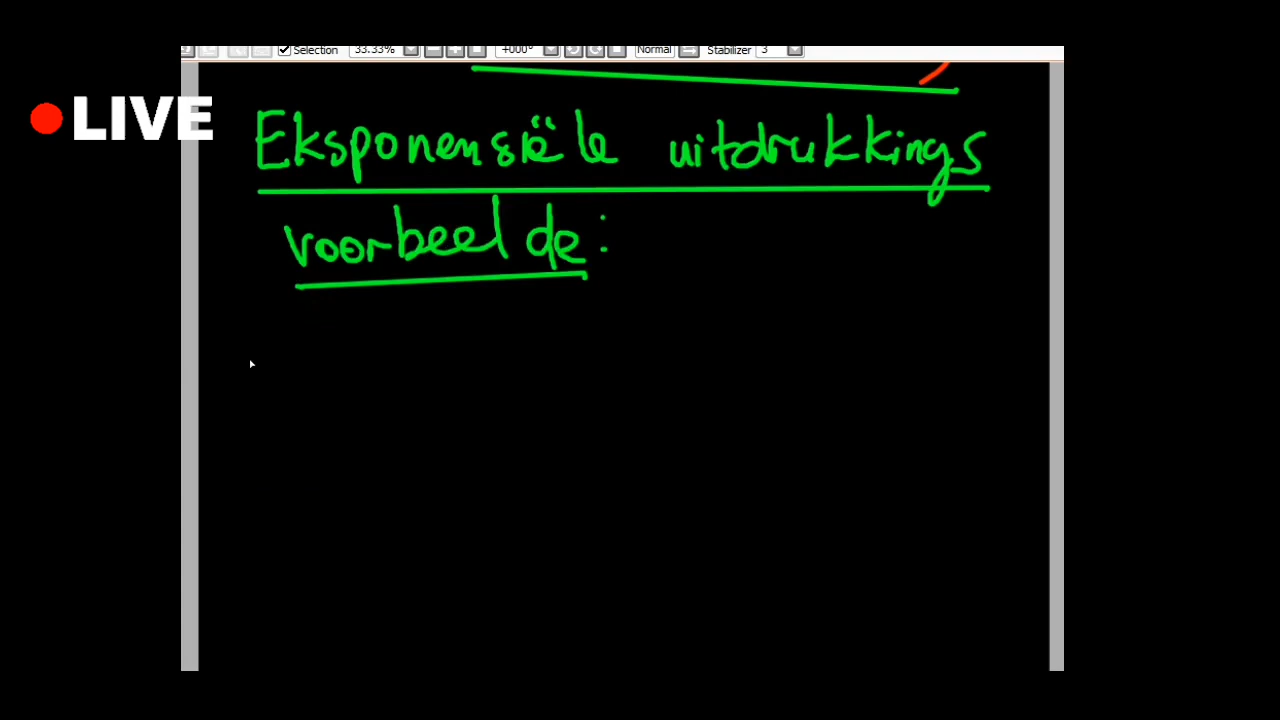 Selection 33.33% +000° Normal Stabilizer 3
LIVE
Eksponensiële uitdrukkings
voorbeelde: